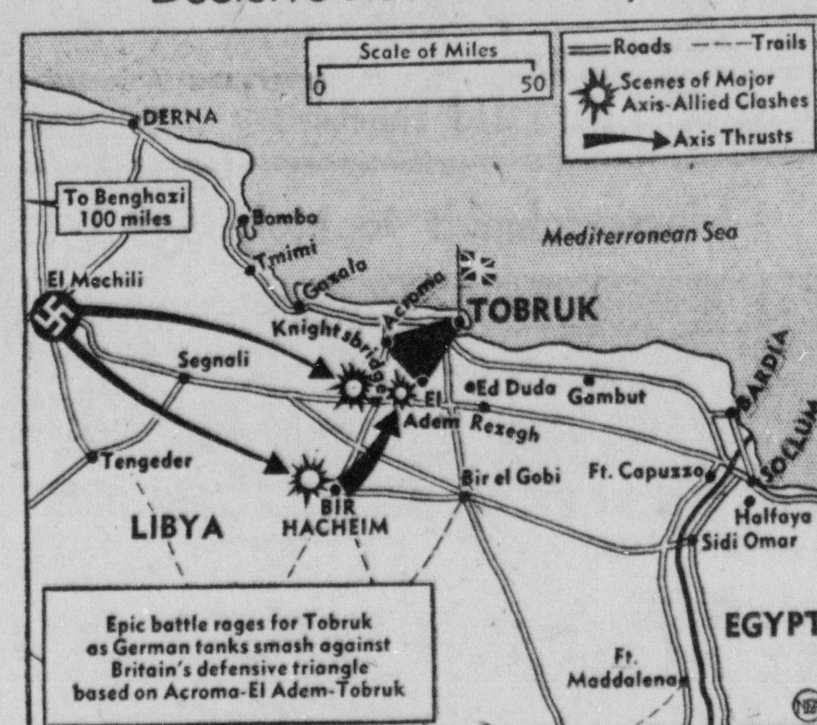 Scale of Miles
0 50
Roads Trails
Scenes of Major
Axis-Allied Clashes
Axis Thrusts
DERNA
To Benghazi
100 miles
Bomba
Mediterranean Sea
Tmimi
El Mechili
Gazala
Acroma
TOBRUK
Knightsbridge
Segnali
BARDIA
El
Adem
Ed Duda
Gambut
Rezegh
SOLLUM
Tengeder
Bir el Gobi
Ft. Capuzzo
BIR
HACHEIM
LIBYA
Halfaya
Sidi Omar
Epic battle rages for Tobruk
as German tanks smash against
Britain's defensive triangle
based on Acroma-El Adem-Tobruk
EGYPT
Ft.
Maddalena